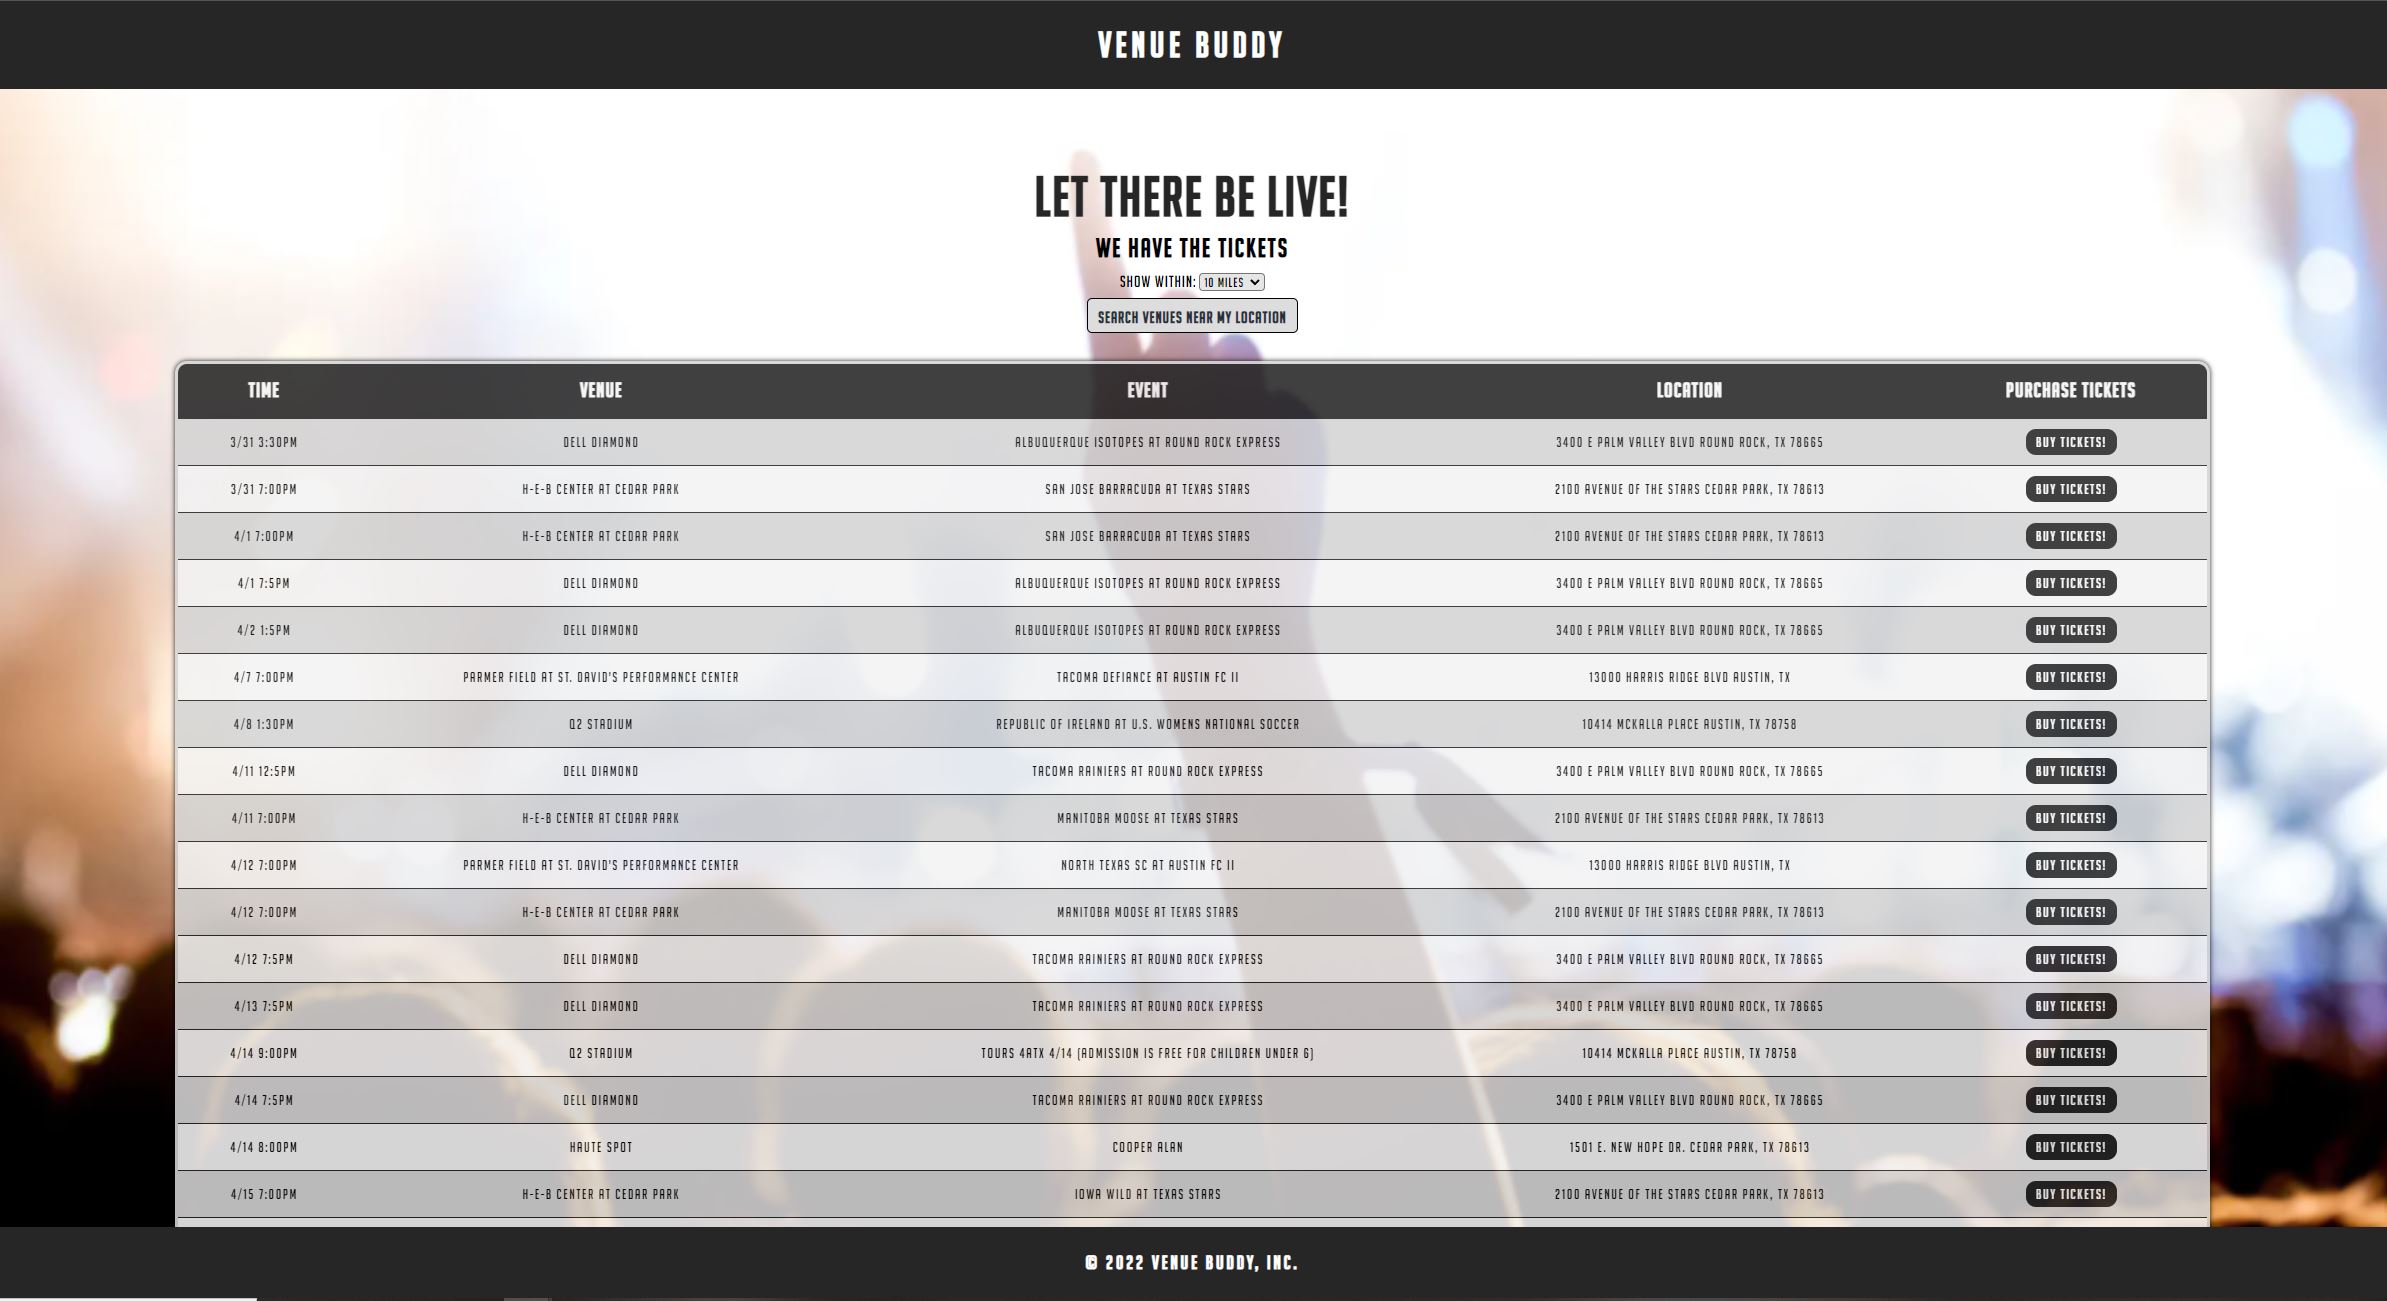 VENUE BUDDY
LET THERE BE LIVE!
WE HAVE THE TICKETS
SHOW WITHIN: 10 MILES
SEARCH VENUES NEAR MY LOCATION
TIME VENUE EVENT LOCATION PURCHASE TICKETS
3/31 3:30PM DELL DIAMOND ALBUQUERQUE ISOTOPES AT ROUND ROCK EXPRESS 3400 E PALM VALLEY BLVD ROUND ROCK, TX 78665 BUY TICKETS!
3/31 7:00PM H-E-B CENTER AT CEDAR PARK SAN JOSE BARRACUDA AT TEXAS STARS 2100 AVENUE OF THE STARS CEDAR PARK, TX 78613 BUY TICKETS!
4/1 7:00PM H-E-B CENTER AT CEDAR PARK SAN JOSE BARRACUDA AT TEXAS STARS 2100 AVENUE OF THE STARS CEDAR PARK, TX 78613 BUY TICKETS!
4/1 7:5PM DELL DIAMOND ALBUQUERQUE ISOTOPES AT ROUND ROCK EXPRESS 3400 E PALM VALLEY BLVD ROUND ROCK, TX 78665 BUY TICKETS!
4/2 1:5PM DELL DIAMOND ALBUQUERQUE ISOTOPES AT ROUND ROCK EXPRESS 3400 E PALM VALLEY BLVD ROUND ROCK, TX 78665 BUY TICKETS!
4/7 7:00PM PARMER FIELD AT ST. DAVID'S PERFORMANCE CENTER TACOMA DEFIANCE AT AUSTIN FC II 13000 HARRIS RIDGE BLVD AUSTIN, TX BUY TICKETS!
4/8 1:30PM Q2 STADIUM REPUBLIC OF IRELAND AT U.S. WOMENS NATIONAL SOCCER 10414 MCKALLA PLACE AUSTIN, TX 78758 BUY TICKETS!
4/11 12:5PM DELL DIAMOND TACOMA RAINIERS AT ROUND ROCK EXPRESS 3400 E PALM VALLEY BLVD ROUND ROCK, TX 78665 BUY TICKETS!
4/11 7:00PM H-E-B CENTER AT CEDAR PARK MANITOBA MOOSE AT TEXAS STARS 2100 AVENUE OF THE STARS CEDAR PARK, TX 78613 BUY TICKETS!
4/12 7:00PM PARMER FIELD AT ST. DAVID'S PERFORMANCE CENTER NORTH TEXAS SC AT AUSTIN FC II 13000 HARRIS RIDGE BLVD AUSTIN, TX BUY TICKETS!
4/12 7:00PM H-E-B CENTER AT CEDAR PARK MANITOBA MOOSE AT TEXAS STARS 2100 AVENUE OF THE STARS CEDAR PARK, TX 78613 BUY TICKETS!
4/12 7:5PM DELL DIAMOND TACOMA RAINIERS AT ROUND ROCK EXPRESS 3400 E PALM VALLEY BLVD ROUND ROCK, TX 78665 BUY TICKETS!
4/13 7:5PM DELL DIAMOND TACOMA RAINIERS AT ROUND ROCK EXPRESS 3400 E PALM VALLEY BLVD ROUND ROCK, TX 78665 BUY TICKETS!
4/14 9:00PM Q2 STADIUM TOURS 4ATX 4/14 (ADMISSION IS FREE FOR CHILDREN UNDER 6) 10414 MCKALLA PLACE AUSTIN, TX 78758 BUY TICKETS!
4/14 7:5PM DELL DIAMOND TACOMA RAINIERS AT ROUND ROCK EXPRESS 3400 E PALM VALLEY BLVD ROUND ROCK, TX 78665 BUY TICKETS!
4/14 8:00PM HAUTE SPOT COOPER ALAN 1501 E. NEW HOPE DR. CEDAR PARK, TX 78613 BUY TICKETS!
4/15 7:00PM H-E-B CENTER AT CEDAR PARK IOWA WILD AT TEXAS STARS 2100 AVENUE OF THE STARS CEDAR PARK, TX 78613 BUY TICKETS!
© 2022 VENUE BUDDY, INC.